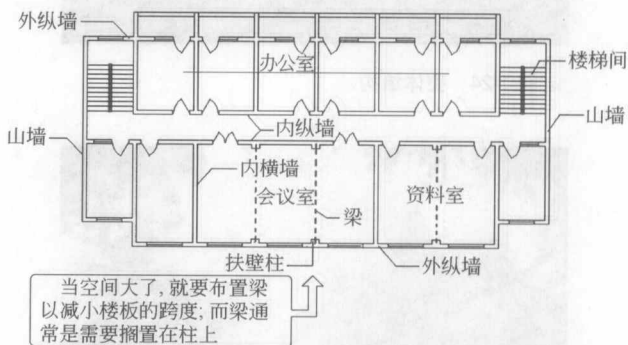 外纵墙
办公室
楼梯间
山墙
内纵墙
山墙
内横墙
会议室
资料室
梁
扶壁柱
外纵墙
当空间大了,就要布置梁
以减小楼板的跨度;而梁通
常是需要搁置在柱上